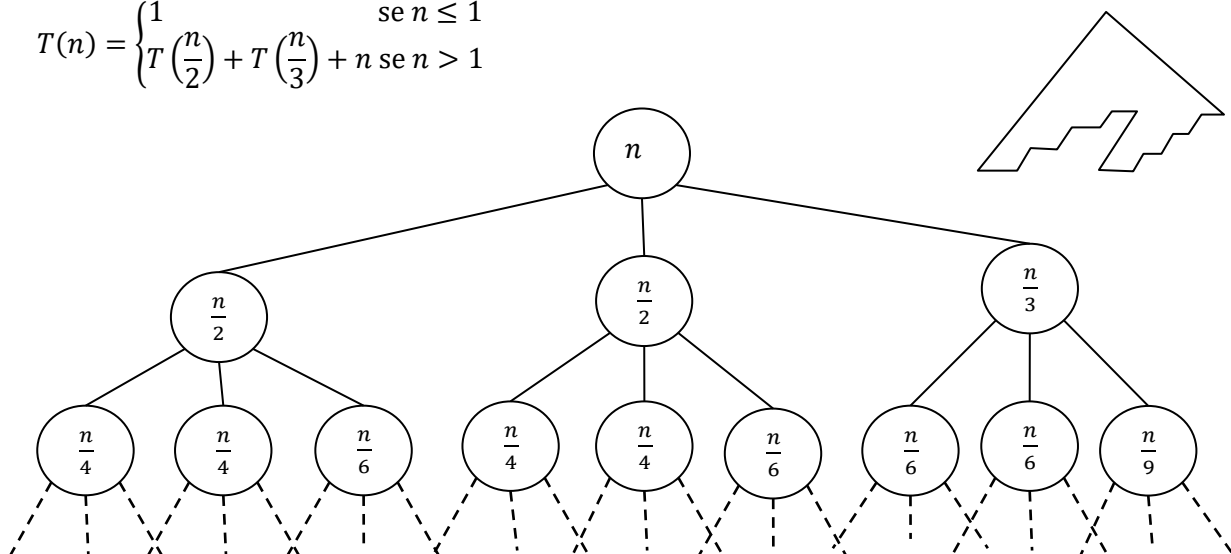 T(n) = {1 se n ≤ 1
T(n/2) + T(n/3) + n se n > 1
n
n/2 n/2 n/3
n/4 n/4 n/6 n/4 n/4 n/6 n/6 n/6 n/9